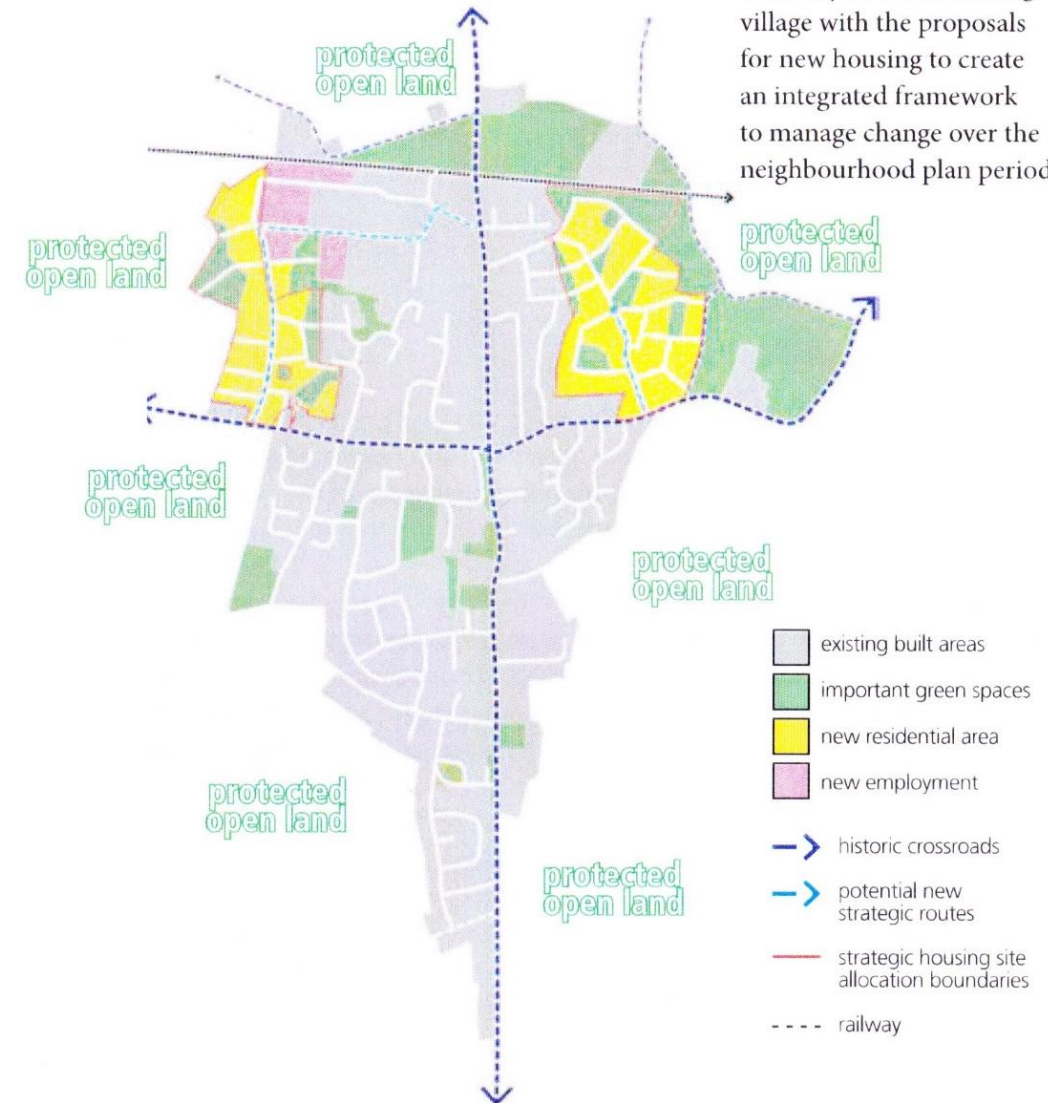 village with the proposals
for new housing to create
an integrated framework
to manage change over the
neighbourhood plan period
protected
open land
protected
open land
protected
open land
protected
open land
protected
open land
protected
open land
protected
open land
existing built areas
important green spaces
new residential area
new employment
historic crossroads
potential new
strategic routes
strategic housing site
allocation boundaries
railway